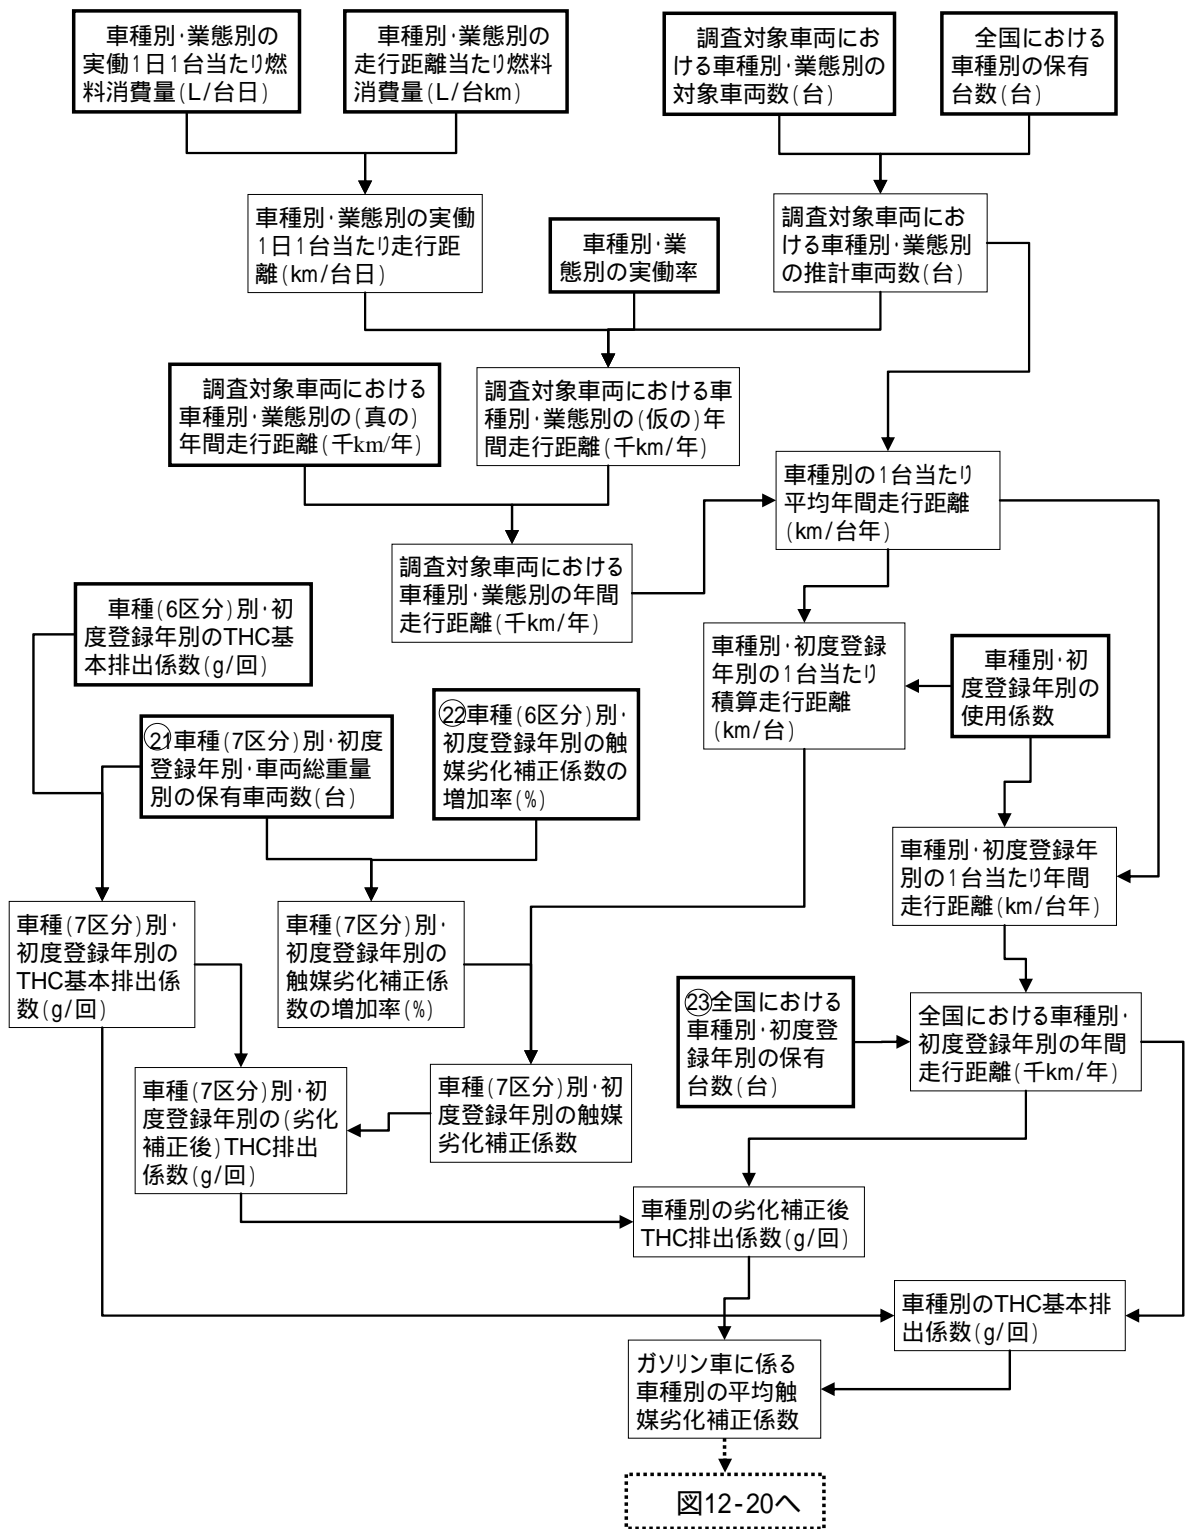 車種別･業態別の
実働1日1台当たり燃
料消費量(L/台日)
車種別･業態別の
走行距離当たり燃料
消費量(L/台km)
調査対象車両にお
ける車種別･業態別の
対象車両数(台)
全国における
車種別の保有
台数(台)
車種別･業態別の実働
1日1台当たり走行距
離(km/台日)
車種別･業
態別の実働率
調査対象車両にお
ける車種別･業態別
の推計車両数(台)
調査対象車両における
車種別･業態別の(真の)
年間走行距離(千km/年)
調査対象車両における車
種別･業態別の(仮の)年
間走行距離(千km/年)
車種別の1台当たり
平均年間走行距離
(km/台年)
調査対象車両における
車種別･業態別の年間
走行距離(千km/年)
車種(6区分)別･初
度登録年別のTHC基
本排出係数(g/回)
車種別･初度登録
年別の1台当たり
積算走行距離
(km/台)
車種別･初
度登録年別の
使用係数
㉑車種(7区分)別･初度
登録年別･車両総重量
別の保有車両数(台)
㉒車種(6区分)別･
初度登録年別の触
媒劣化補正係数の
増加率(%)
車種別･初度登録年
別の1台当たり年間
走行距離(km/台年)
車種(7区分)別･
初度登録年別の
THC基本排出係
数(g/回)
車種(7区分)別･
初度登録年別の
触媒劣化補正係
数の増加率(%)
㉓全国における
車種別･初度登
録年別の保有
台数(台)
全国における車種別･
初度登録年別の年間
走行距離(千km/年)
車種(7区分)別･初
度登録年別の(劣化
補正後)THC排出
係数(g/回)
車種(7区分)別･初
度登録年別の触媒
劣化補正係数
車種別の劣化補正後
THC排出係数(g/回)
車種別のTHC基本排
出係数(g/回)
ガソリン車に係る
車種別の平均触
媒劣化補正係数
図12-20へ